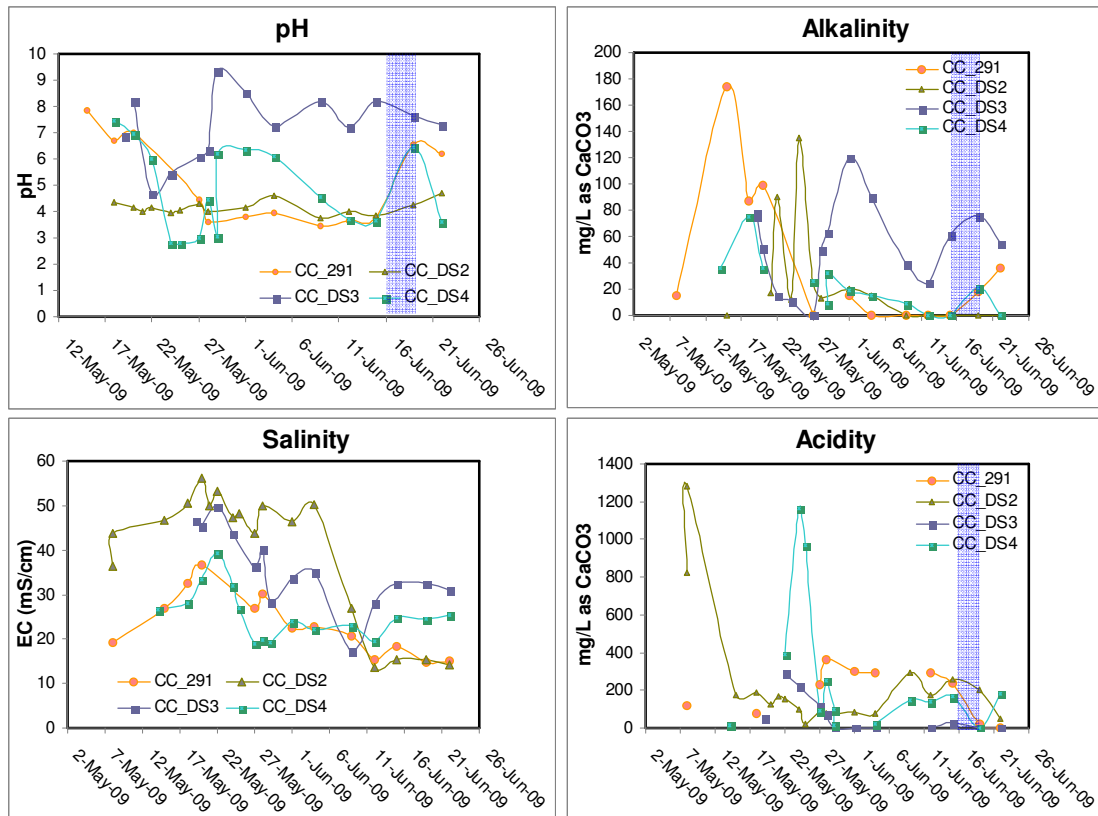 pH
10
9
8
7
6
5
4
3
2
1
0
pH
CC_291 CC_DS2
CC_DS3 CC_DS4
12-May-09 17-May-09 22-May-09 27-May-09 1-Jun-09 6-Jun-09 11-Jun-09 16-Jun-09 21-Jun-09 26-Jun-09
Alkalinity
200
180
160
140
120
100
80
60
40
20
0
mg/L as CaCO3
CC_291
CC_DS2
CC_DS3
CC_DS4
2-May-09 7-May-09 12-May-09 17-May-09 22-May-09 27-May-09 1-Jun-09 6-Jun-09 11-Jun-09 16-Jun-09 21-Jun-09 26-Jun-09
Salinity
60
50
40
30
20
10
0
EC (mS/cm)
CC_291 CC_DS2
CC_DS3 CC_DS4
2-May-09 7-May-09 12-May-09 17-May-09 22-May-09 27-May-09 1-Jun-09 6-Jun-09 11-Jun-09 16-Jun-09 21-Jun-09 26-Jun-09
Acidity
1400
1200
1000
800
600
400
200
0
mg/L as CaCO3
CC_291
CC_DS2
CC_DS3
CC_DS4
2-May-09 7-May-09 12-May-09 17-May-09 22-May-09 27-May-09 1-Jun-09 6-Jun-09 11-Jun-09 16-Jun-09 21-Jun-09 26-Jun-09